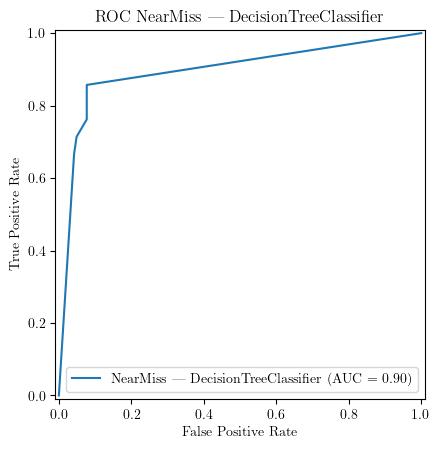 ROC NearMiss — DecisionTreeClassifier
1.0
0.8
0.6
0.4
0.2
0.0
True Positive Rate
NearMiss — DecisionTreeClassifier (AUC = 0.90)
0.0 0.2 0.4 0.6 0.8 1.0
False Positive Rate